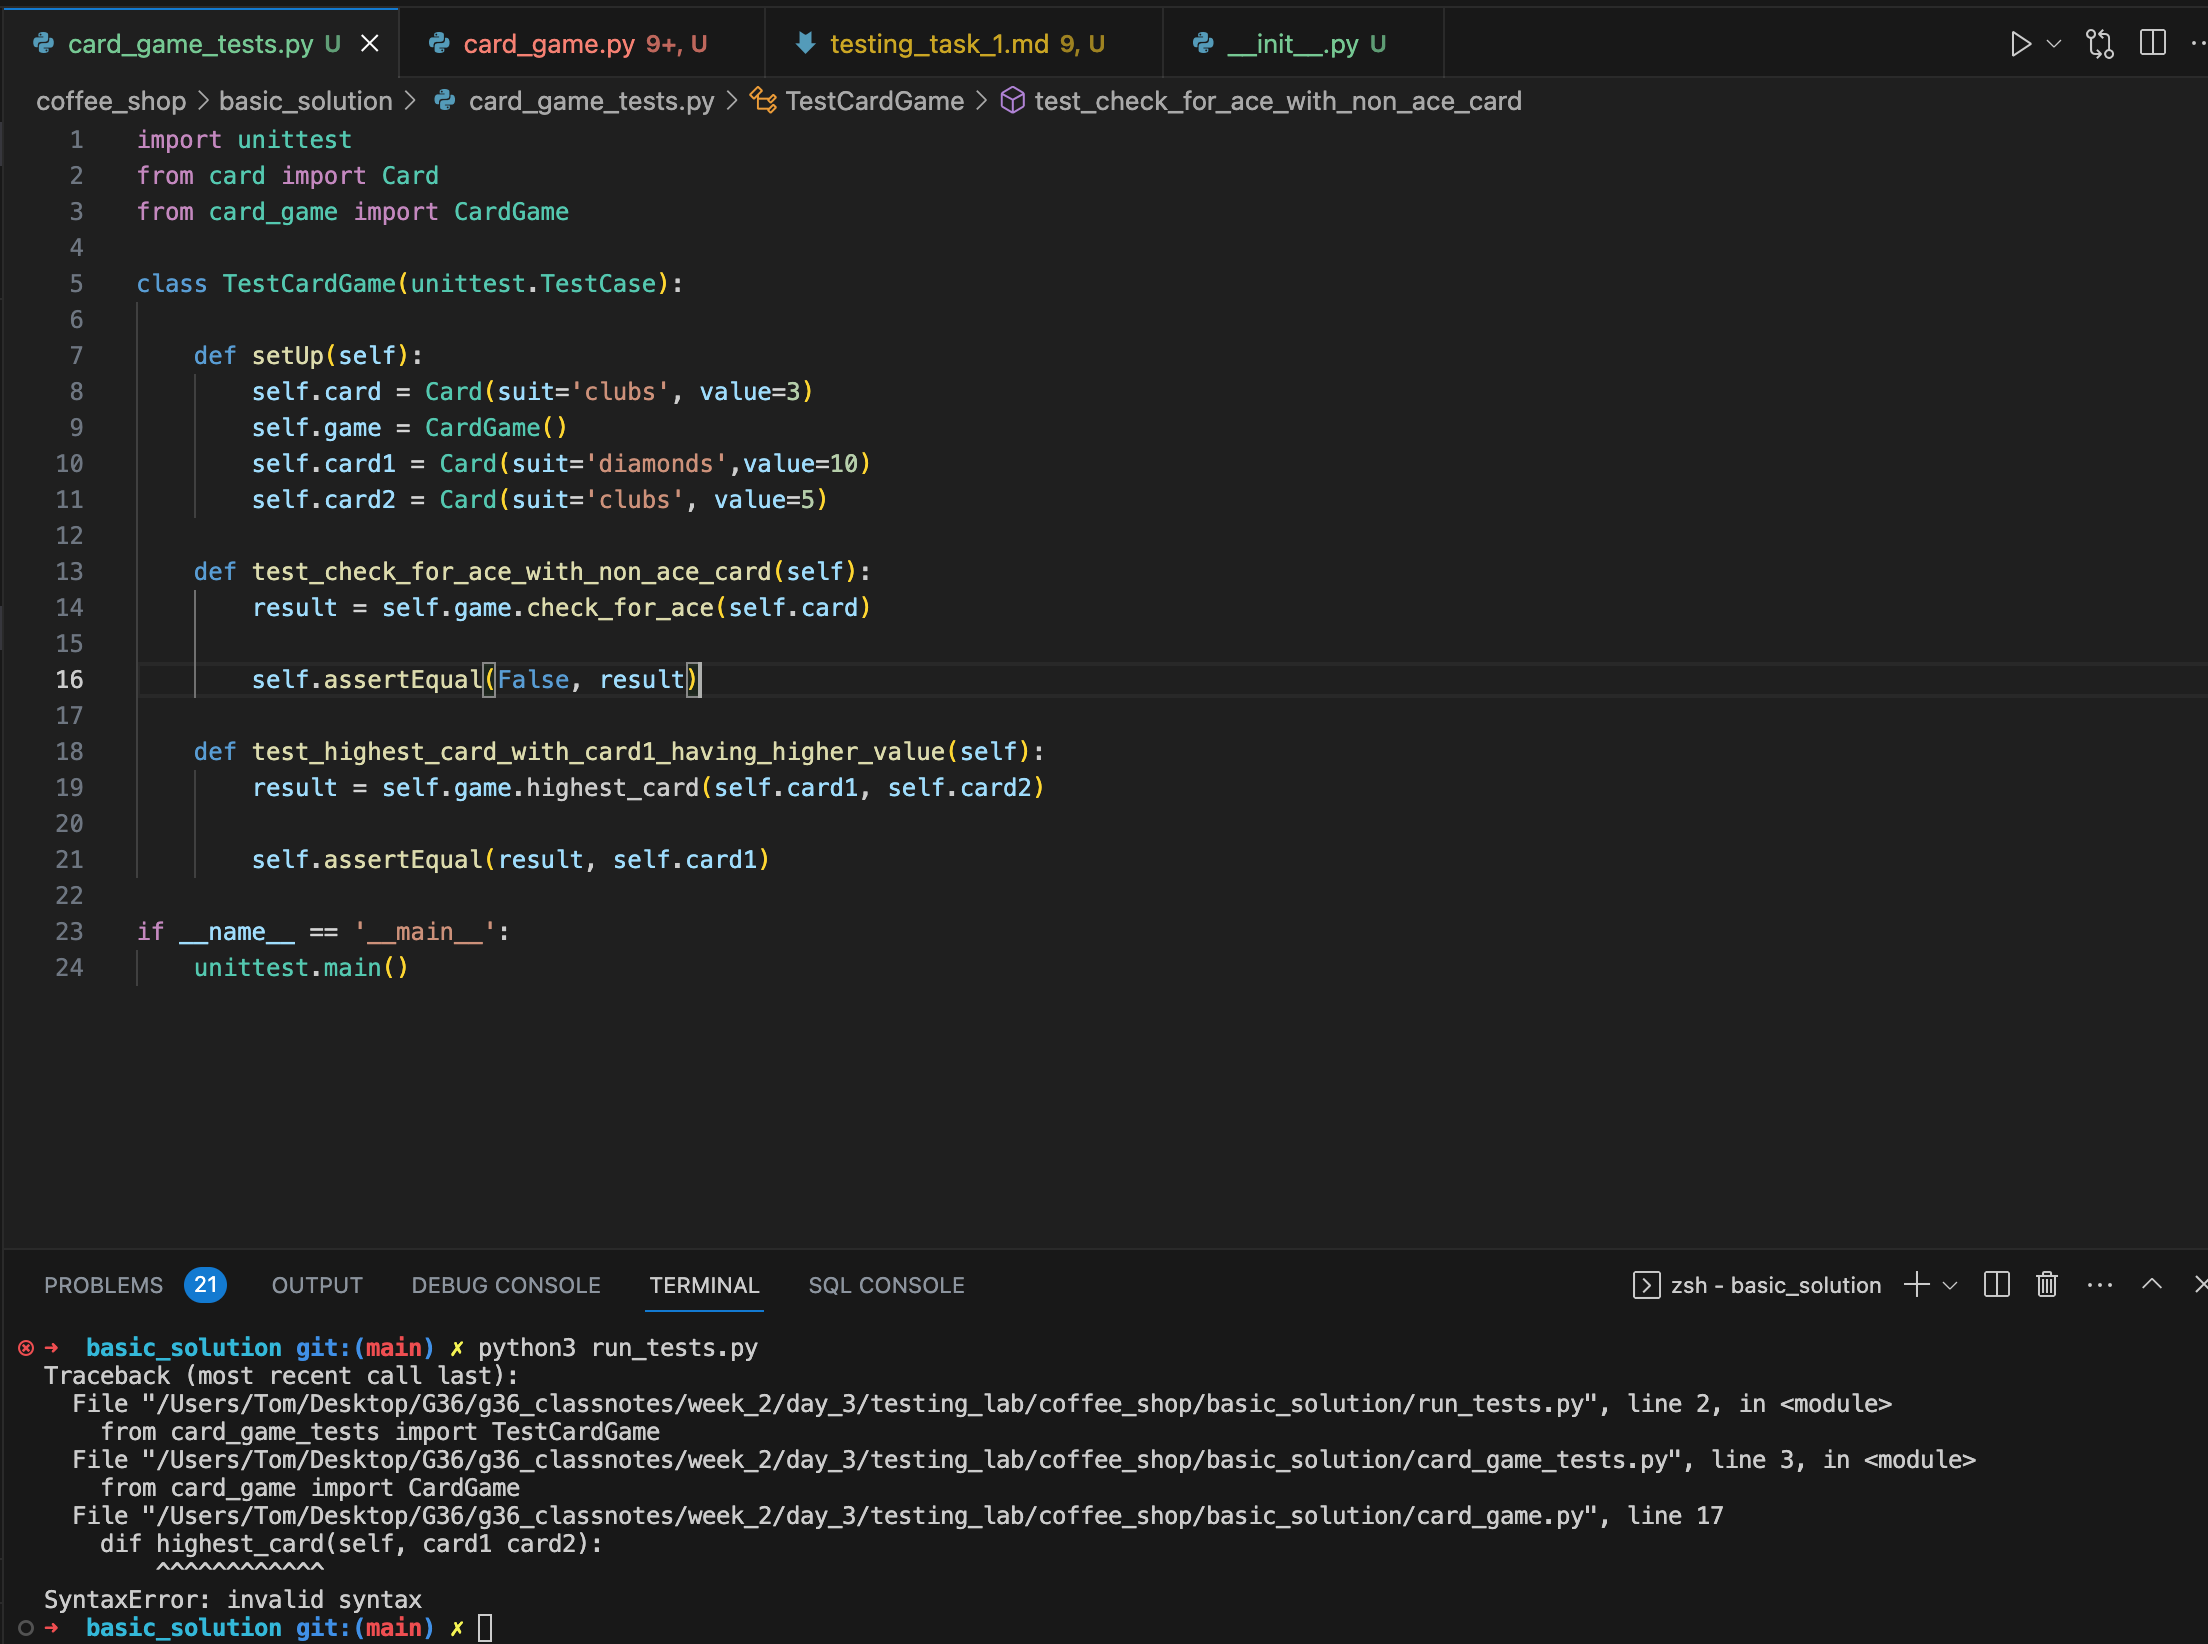 card_game_tests.py U
card_game.py 9+, U
testing_task_1.md 9, U
__init__.py U
coffee_shop > basic_solution > card_game_tests.py > TestCardGame > test_check_for_ace_with_non_ace_card
1 import unittest
2 from card import Card
3 from card_game import CardGame
4
5 class TestCardGame(unittest.TestCase):
6
7     def setUp(self):
8         self.card = Card(suit='clubs', value=3)
9         self.game = CardGame()
10         self.card1 = Card(suit='diamonds',value=10)
11         self.card2 = Card(suit='clubs', value=5)
12
13     def test_check_for_ace_with_non_ace_card(self):
14         result = self.game.check_for_ace(self.card)
15
16         self.assertEqual(False, result)
17
18     def test_highest_card_with_card1_having_higher_value(self):
19         result = self.game.highest_card(self.card1, self.card2)
20
21         self.assertEqual(result, self.card1)
22
23 if __name__ == '__main__':
24     unittest.main()
PROBLEMS 21 OUTPUT DEBUG CONSOLE TERMINAL SQL CONSOLE
zsh - basic_solution
➜ basic_solution git:(main) ✗ python3 run_tests.py
Traceback (most recent call last):
  File "/Users/Tom/Desktop/G36/g36_classnotes/week_2/day_3/testing_lab/coffee_shop/basic_solution/run_tests.py", line 2, in <module>
    from card_game_tests import TestCardGame
  File "/Users/Tom/Desktop/G36/g36_classnotes/week_2/day_3/testing_lab/coffee_shop/basic_solution/card_game_tests.py", line 3, in <module>
    from card_game import CardGame
  File "/Users/Tom/Desktop/G36/g36_classnotes/week_2/day_3/testing_lab/coffee_shop/basic_solution/card_game.py", line 17
    dif highest_card(self, card1 card2):
        ^^^^^^^^^^^^
SyntaxError: invalid syntax
➜ basic_solution git:(main) ✗